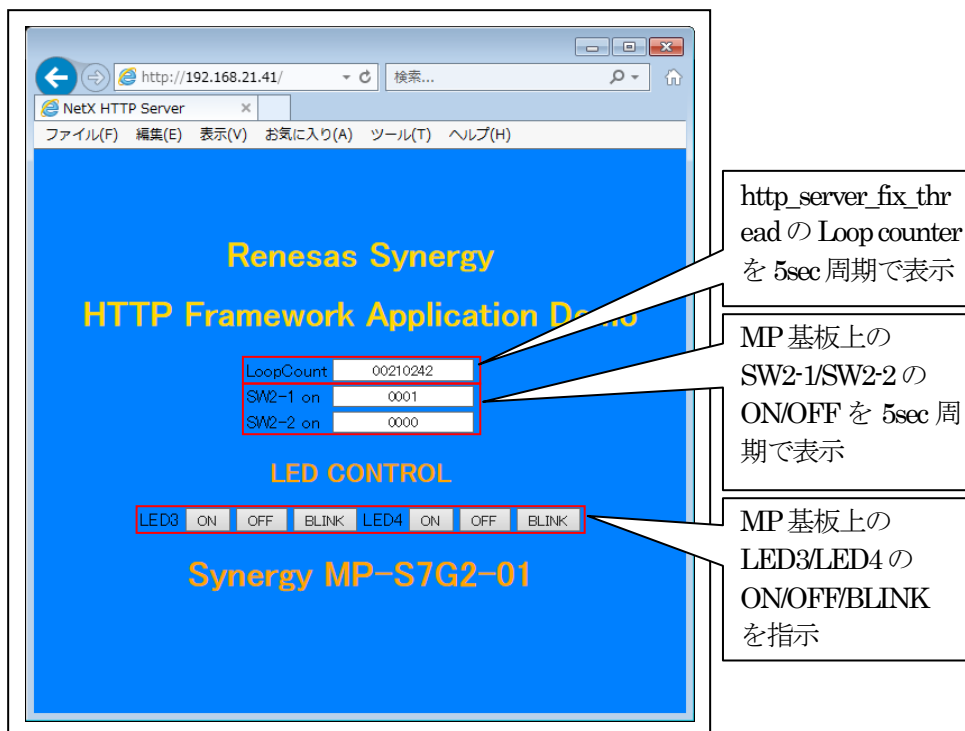 http://192.168.21.41/
検索...
NetX HTTP Server
ファイル(F) 編集(E) 表示(V) お気に入り(A) ツール(T) ヘルプ(H)
Renesas Synergy
HTTP Framework Application Demo
LoopCount 00210242
SW2-1 on 0001
SW2-2 on 0000
LED CONTROL
LED3 ON OFF BLINK LED4 ON OFF BLINK
Synergy MP-S7G2-01
http_server_fix_thr
ead の Loop counter
を 5sec 周期で表示
MP 基板上の
SW2-1/SW2-2 の
ON/OFF を 5sec 周
期で表示
MP 基板上の
LED3/LED4 の
ON/OFF/BLINK
を指示